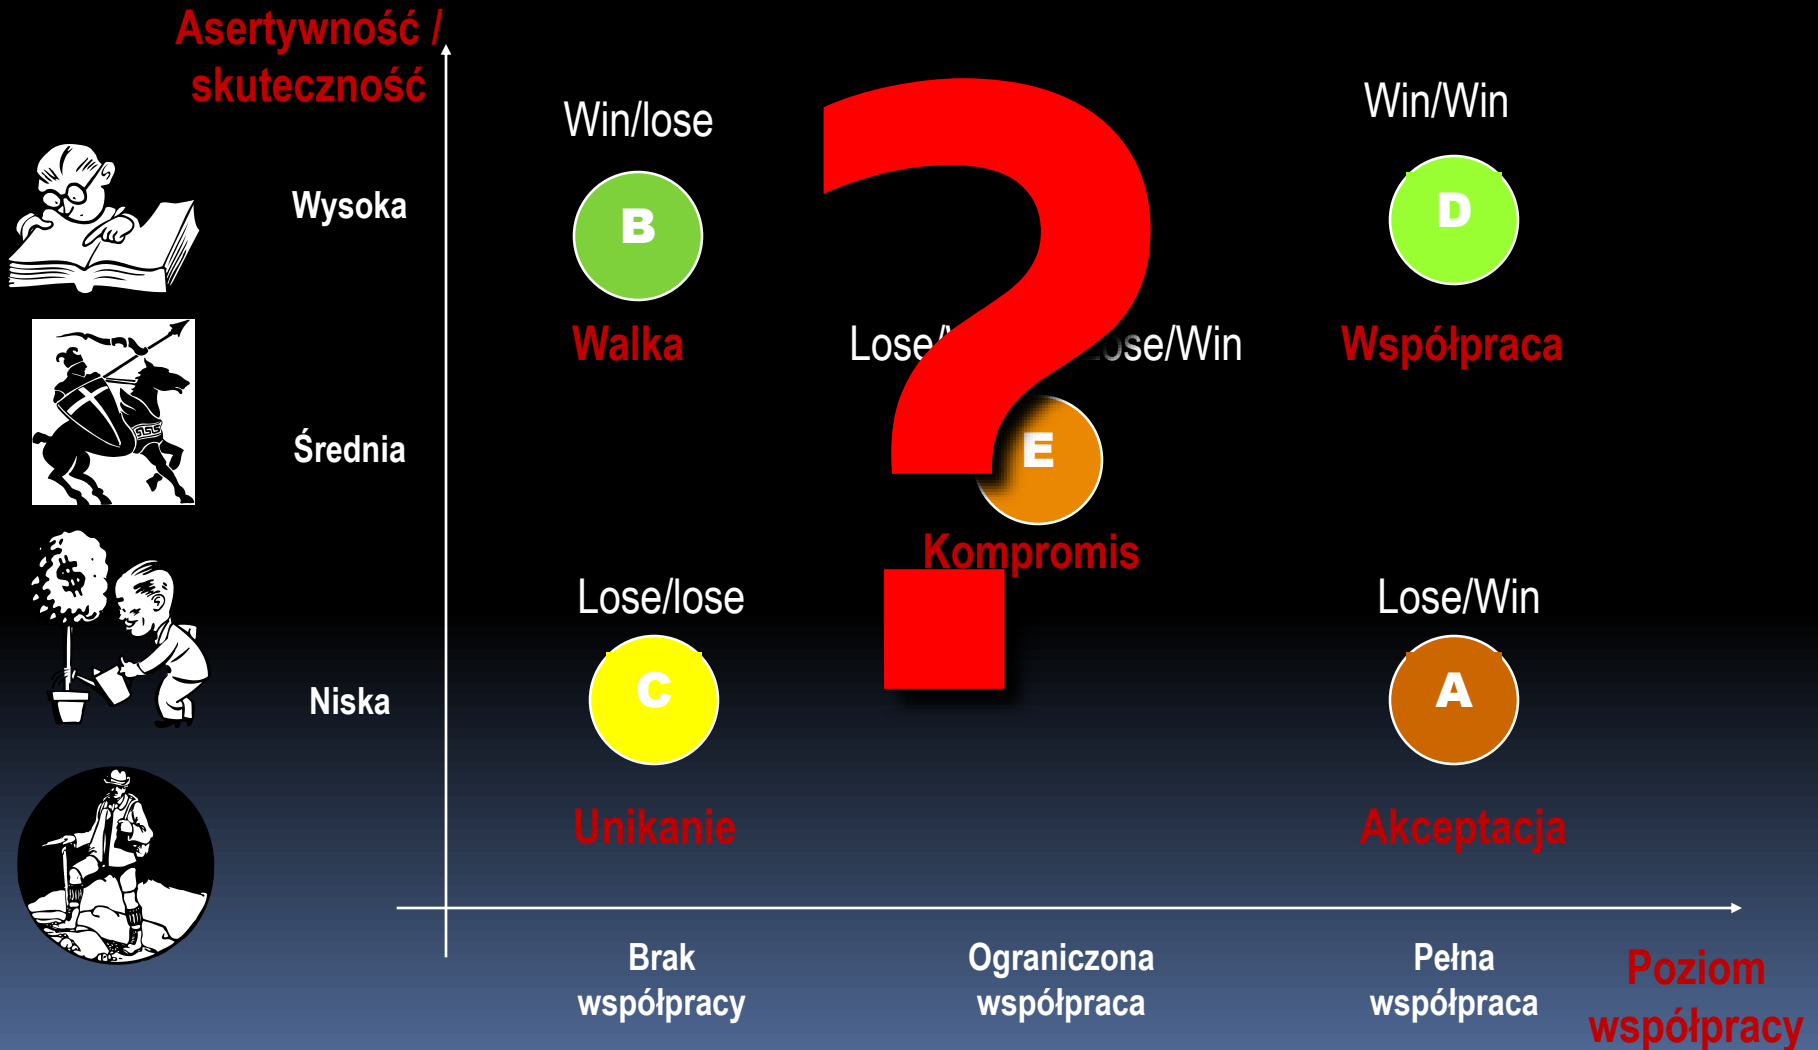 Asertywność /
skuteczność
Win/lose
Win/Win
B
D
Wysoka
Walka
Lose/ ose/Win
Współpraca
E
Średnia
Kompromis
Lose/lose
Lose/Win
C
A
Niska
Unikanie
Akceptacja
Brak
współpracy
Ograniczona
współpraca
Pełna
współpraca
Poziom
współpracy
?
$